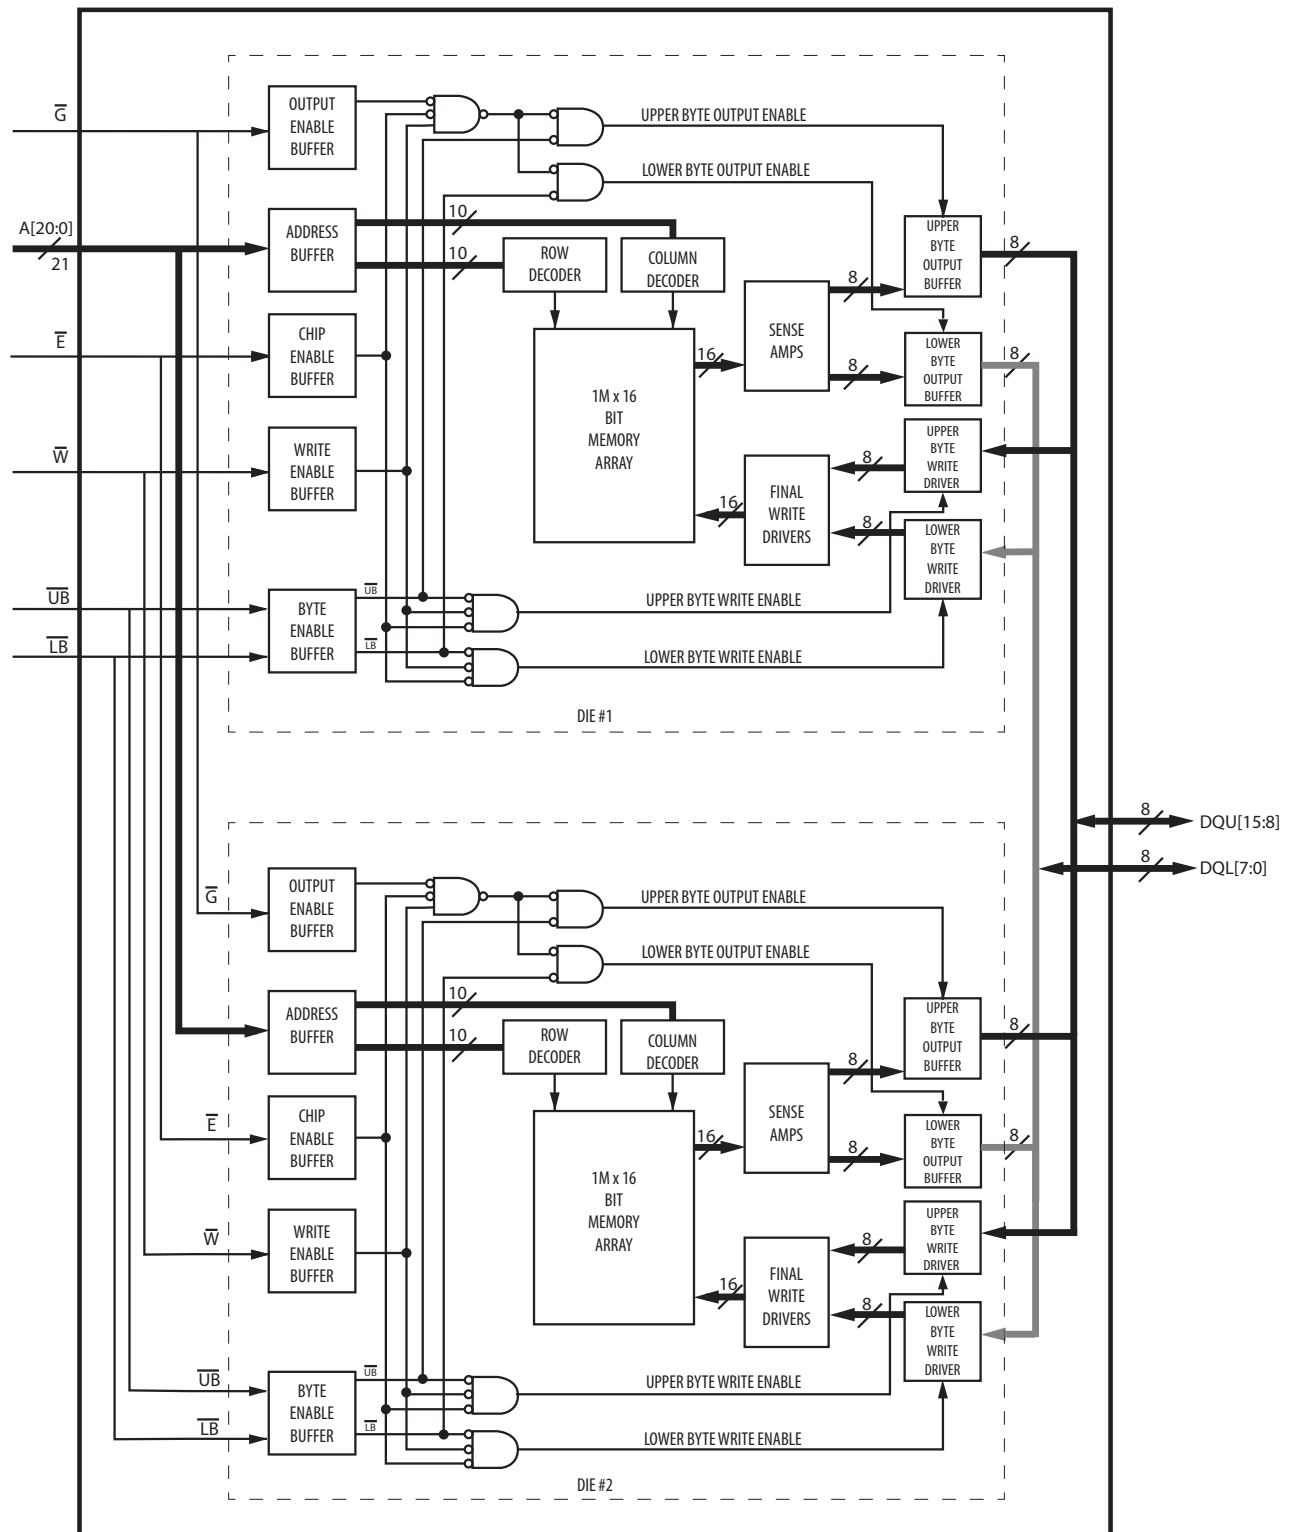 G̅
A[20:0]
21
E̅
W̅
U̅B̅
L̅B̅
OUTPUT
ENABLE
BUFFER
ADDRESS
BUFFER
CHIP
ENABLE
BUFFER
WRITE
ENABLE
BUFFER
BYTE
ENABLE
BUFFER
U̅B̅
L̅B̅
10
10
ROW
DECODER
COLUMN
DECODER
1M x 16
BIT
MEMORY
ARRAY
16
16
SENSE
AMPS
FINAL
WRITE
DRIVERS
8
8
8
8
UPPER BYTE OUTPUT ENABLE
LOWER BYTE OUTPUT ENABLE
UPPER
BYTE
OUTPUT
BUFFER
8
LOWER
BYTE
OUTPUT
BUFFER
8
UPPER
BYTE
WRITE
DRIVER
LOWER
BYTE
WRITE
DRIVER
UPPER BYTE WRITE ENABLE
LOWER BYTE WRITE ENABLE
DIE #1
8
DQU[15:8]
8
DQL[7:0]
G̅
E̅
W̅
U̅B̅
L̅B̅
OUTPUT
ENABLE
BUFFER
ADDRESS
BUFFER
CHIP
ENABLE
BUFFER
WRITE
ENABLE
BUFFER
BYTE
ENABLE
BUFFER
U̅B̅
L̅B̅
10
10
ROW
DECODER
COLUMN
DECODER
1M x 16
BIT
MEMORY
ARRAY
16
16
SENSE
AMPS
FINAL
WRITE
DRIVERS
8
8
8
8
UPPER BYTE OUTPUT ENABLE
LOWER BYTE OUTPUT ENABLE
UPPER
BYTE
OUTPUT
BUFFER
8
LOWER
BYTE
OUTPUT
BUFFER
8
UPPER
BYTE
WRITE
DRIVER
LOWER
BYTE
WRITE
DRIVER
UPPER BYTE WRITE ENABLE
LOWER BYTE WRITE ENABLE
DIE #2